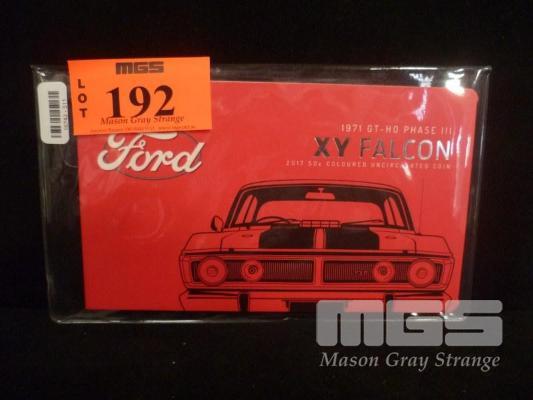 MGS
LOT
192
Mason Gray Strange
Ford
1971 GT-HO PHASE III
XY FALCON
2017 50c COLOURED UNCIRCULATED COIN
MGS
Mason Gray Strange